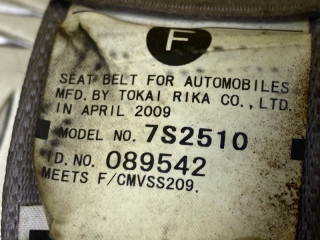 F
SEAT BELT FOR AUTOMOBILES
MFD. BY TOKAI RIKA CO., LTD.
IN APRIL 2009
MODEL NO. 7S2510
ID. NO. 089542
MEETS F/CMVSS209.